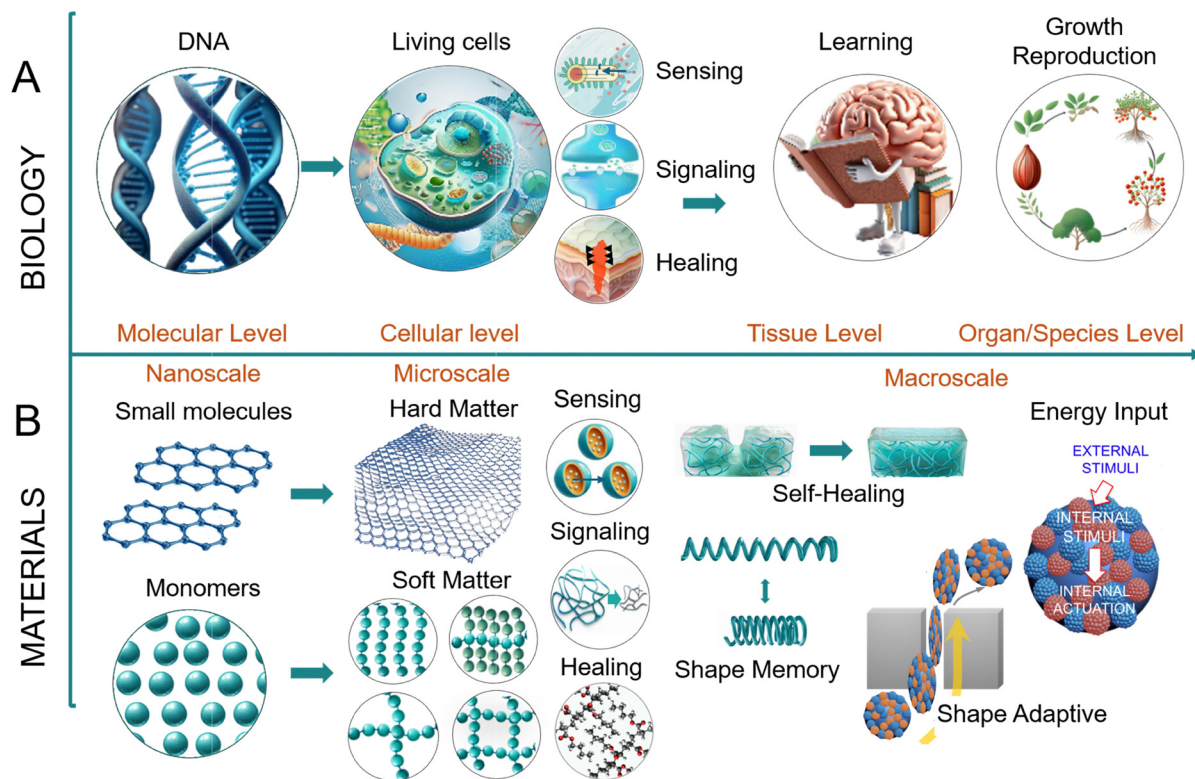 A
BIOLOGY
DNA
Living cells
Sensing
Signaling
Healing
Learning
Growth
Reproduction
Molecular Level
Cellular level
Tissue Level
Organ/Species Level
Nanoscale
Microscale
Macroscale
B
MATERIALS
Small molecules
Hard Matter
Sensing
Signaling
Healing
Monomers
Soft Matter
Self-Healing
Shape Memory
Shape Adaptive
Energy Input
EXTERNAL
STIMULI
INTERNAL
STIMULI
INTERNAL
ACTUATION